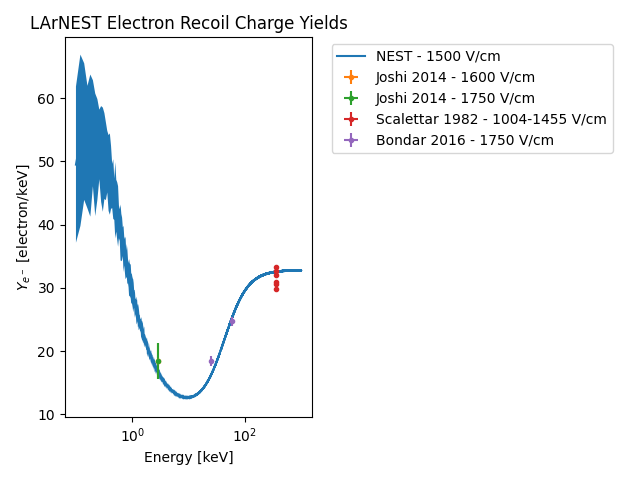 LArNEST Electron Recoil Charge Yields
NEST - 1500 V/cm
Joshi 2014 - 1600 V/cm
Joshi 2014 - 1750 V/cm
Scalettar 1982 - 1004-1455 V/cm
Bondar 2016 - 1750 V/cm
60
50
40
30
20
10
Y_{e^-} [electron/keV]
10^0
10^2
Energy [keV]